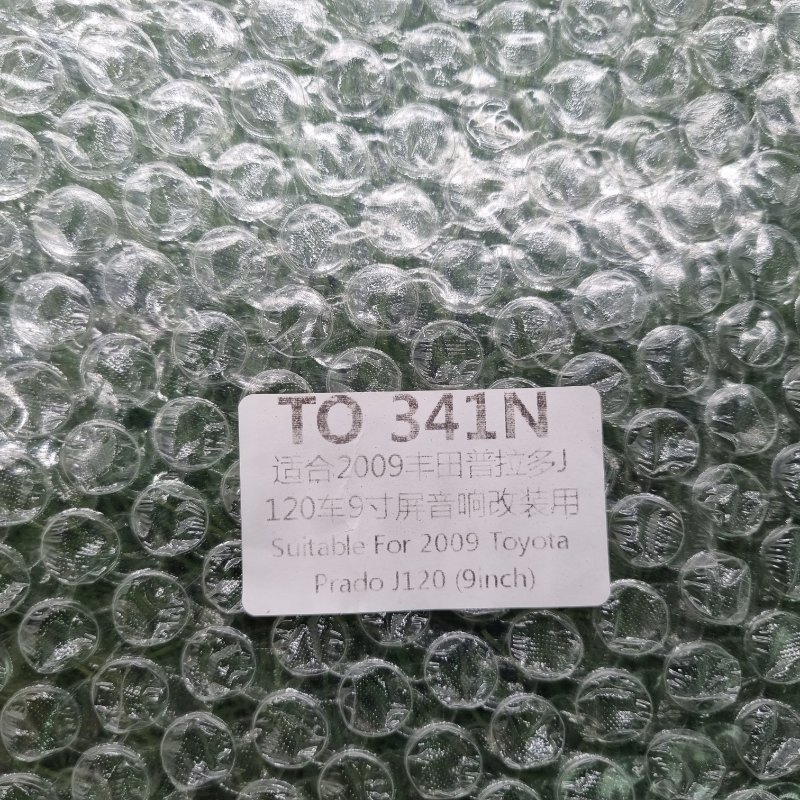 TO 341N
适合2009丰田普拉多J
120车9寸屏音响改装用
Suitable For 2009 Toyota
Prado J120 (9inch)